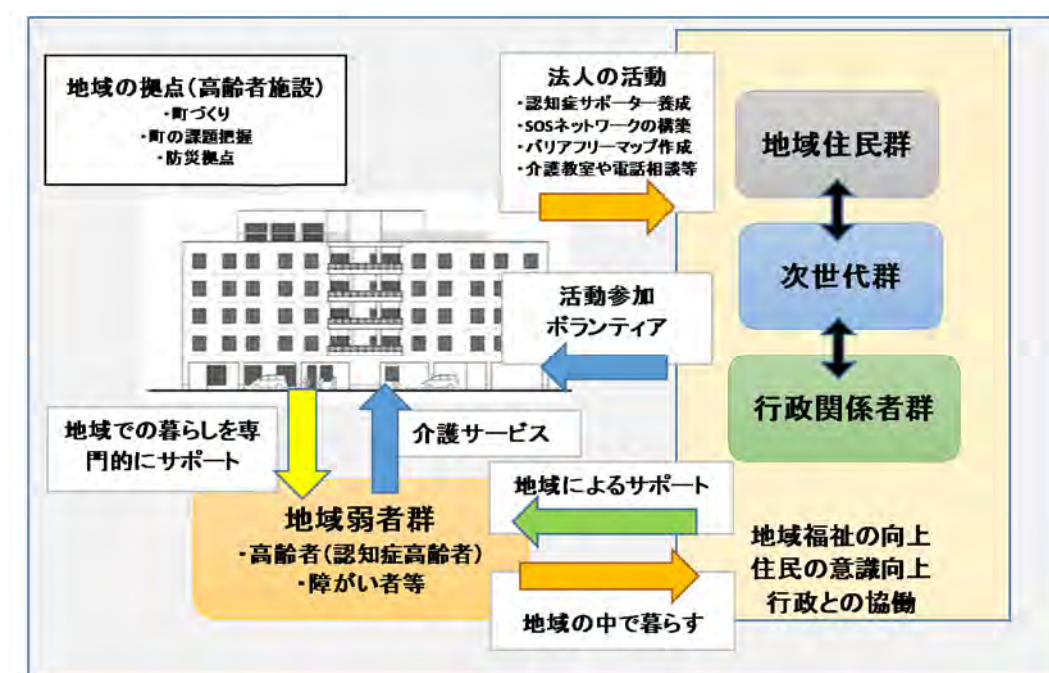 地域の拠点(高齢者施設)
・町づくり
・町の課題把握
・防災拠点
法人の活動
・認知症サポーター養成
・SOSネットワークの構築
・バリアフリーマップ作成
・介護教室や電話相談等
地域住民群
次世代群
行政関係者群
活動参加
ボランティア
地域での暮らしを専
門的にサポート
介護サービス
地域によるサポート
地域弱者群
・高齢者(認知症高齢者)
・障がい者等
地域の中で暮らす
地域福祉の向上
住民の意識向上
行政との協働